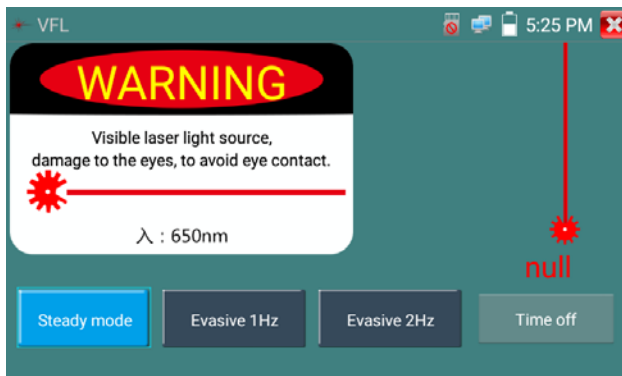 VFL
5:25 PM
WARNING
Visible laser light source,
damage to the eyes, to avoid eye contact.
入 : 650nm
null
Steady mode
Evasive 1Hz
Evasive 2Hz
Time off